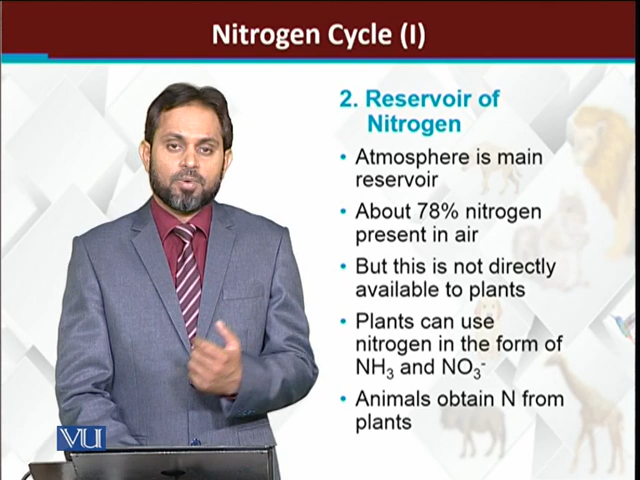 Nitrogen Cycle (I)
2. Reservoir of
Nitrogen
• Atmosphere is main
reservoir
• About 78% nitrogen
present in air
• But this is not directly
available to plants
• Plants can use
nitrogen in the form of
NH₃ and NO₃⁻
• Animals obtain N from
plants
VU